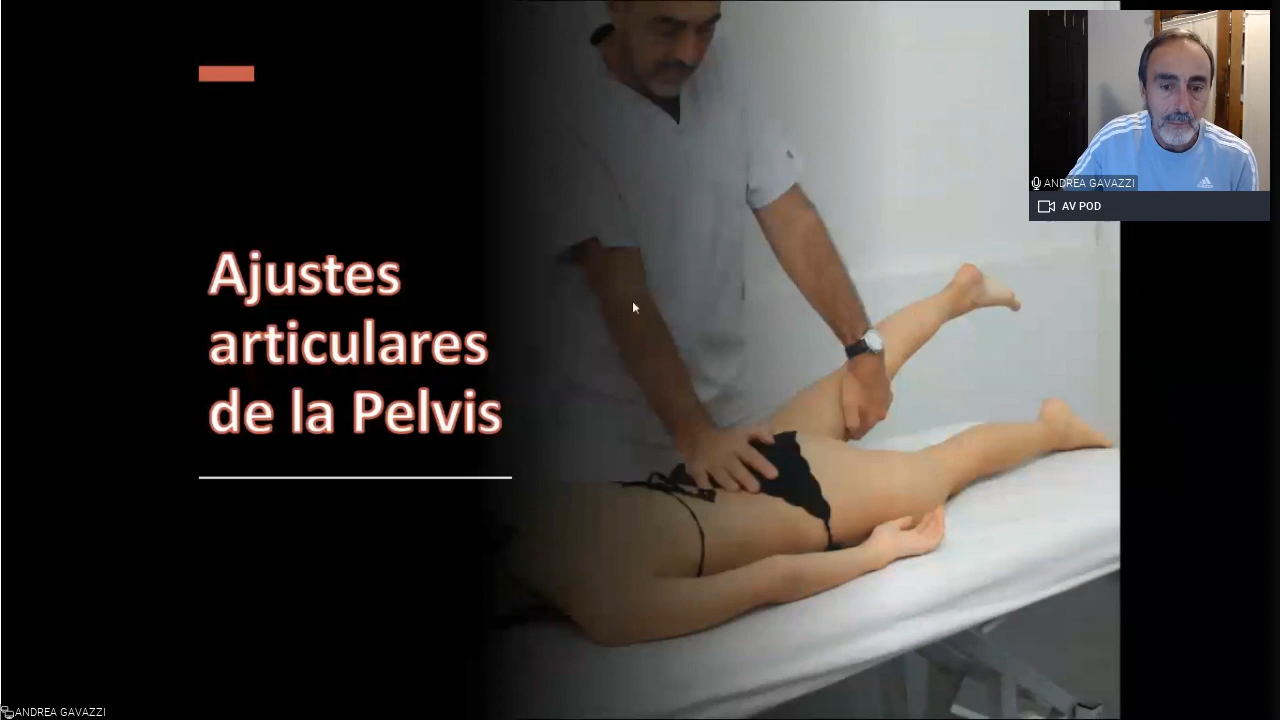 Ajustes
articulares
de la Pelvis
ANDREA GAVAZZI
AV POD
ANDREA GAVAZZI